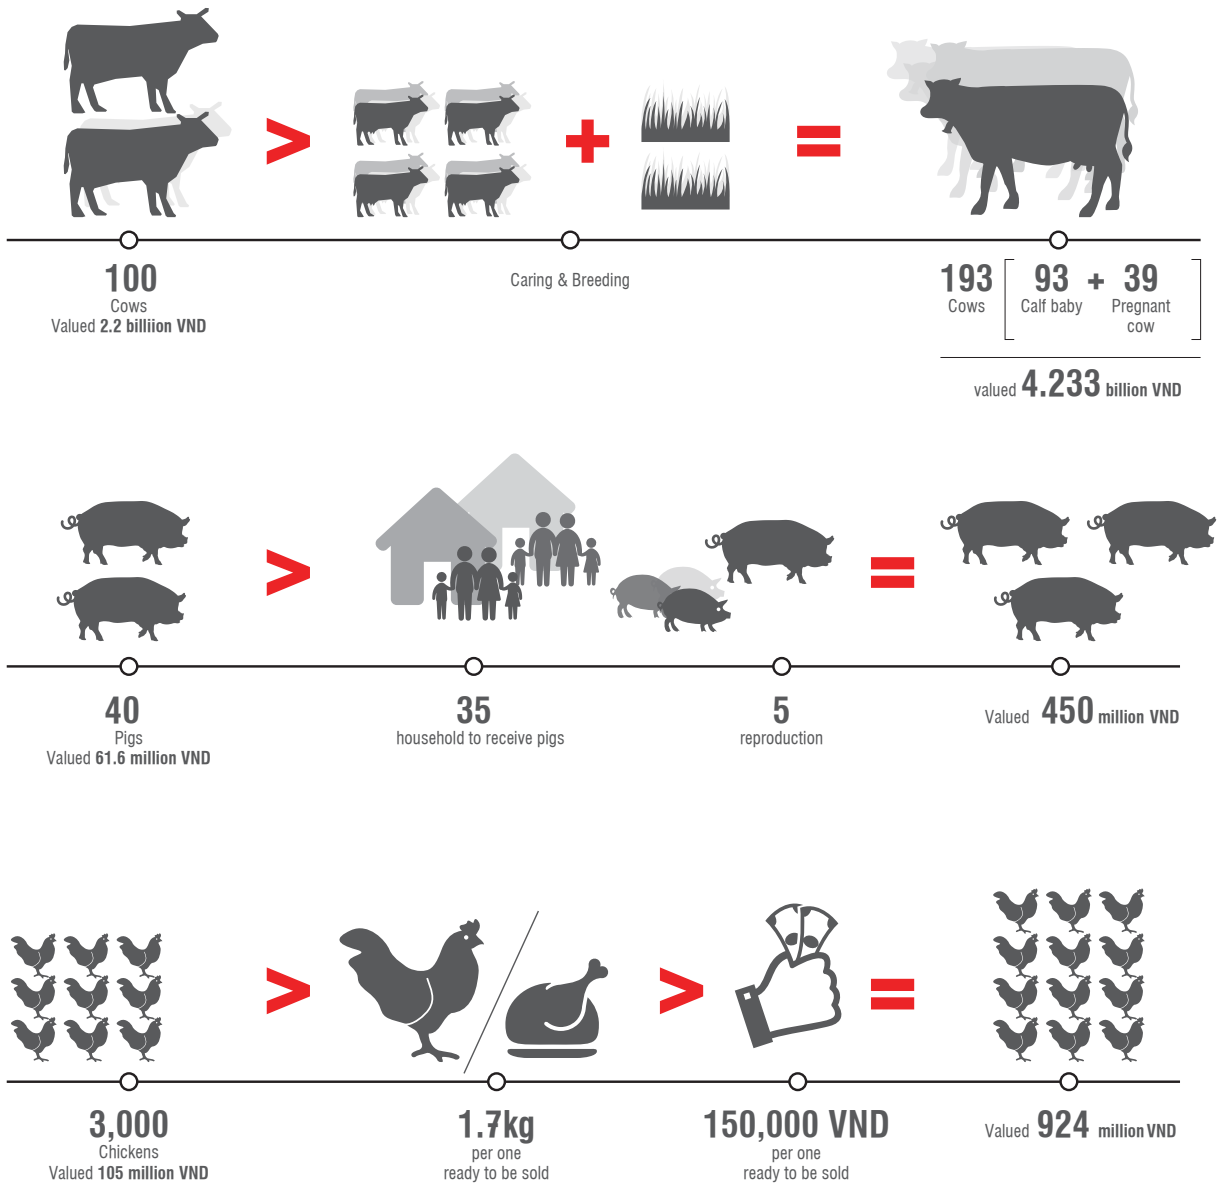 >
+
=
100
Cows
Valued 2.2 billiion VND
Caring & Breeding
193
Cows
93
Calf baby
+
39
Pregnant
cow
valued 4.233 billion VND
>
=
40
Pigs
Valued 61.6 million VND
35
household to receive pigs
5
reproduction
Valued 450 million VND
>
>
=
3,000
Chickens
Valued 105 million VND
1.7kg
per one
ready to be sold
150,000 VND
per one
ready to be sold
Valued 924 million VND